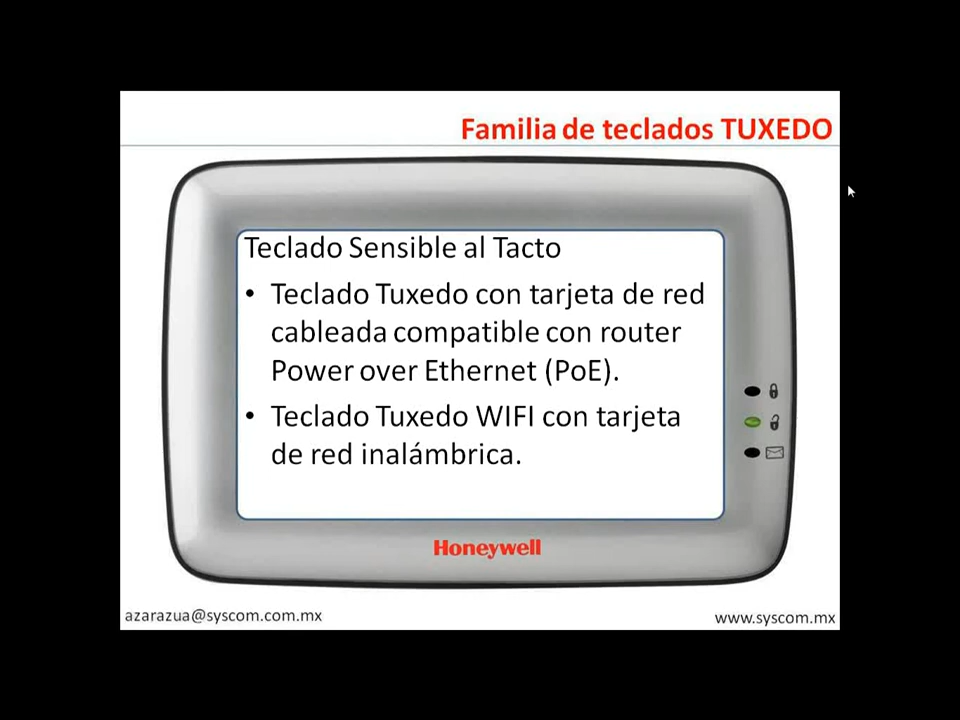 Familia de teclados TUXEDO
Teclado Sensible al Tacto
• Teclado Tuxedo con tarjeta de red
cableada compatible con router
Power over Ethernet (PoE).
• Teclado Tuxedo WIFI con tarjeta
de red inalámbrica.
Honeywell
azarazua@syscom.com.mx
www.syscom.mx